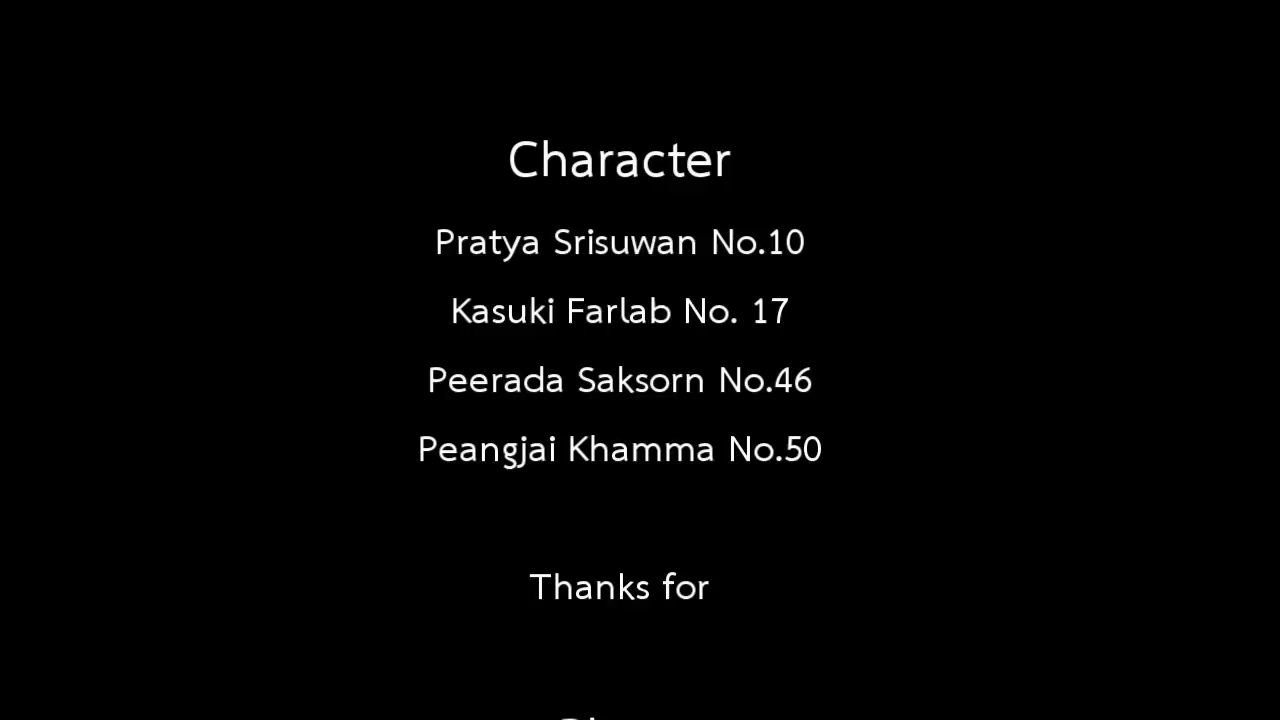 Character
Pratya Srisuwan No.10
Kasuki Farlab No. 17
Peerada Saksorn No.46
Peangjai Khamma No.50
Thanks for